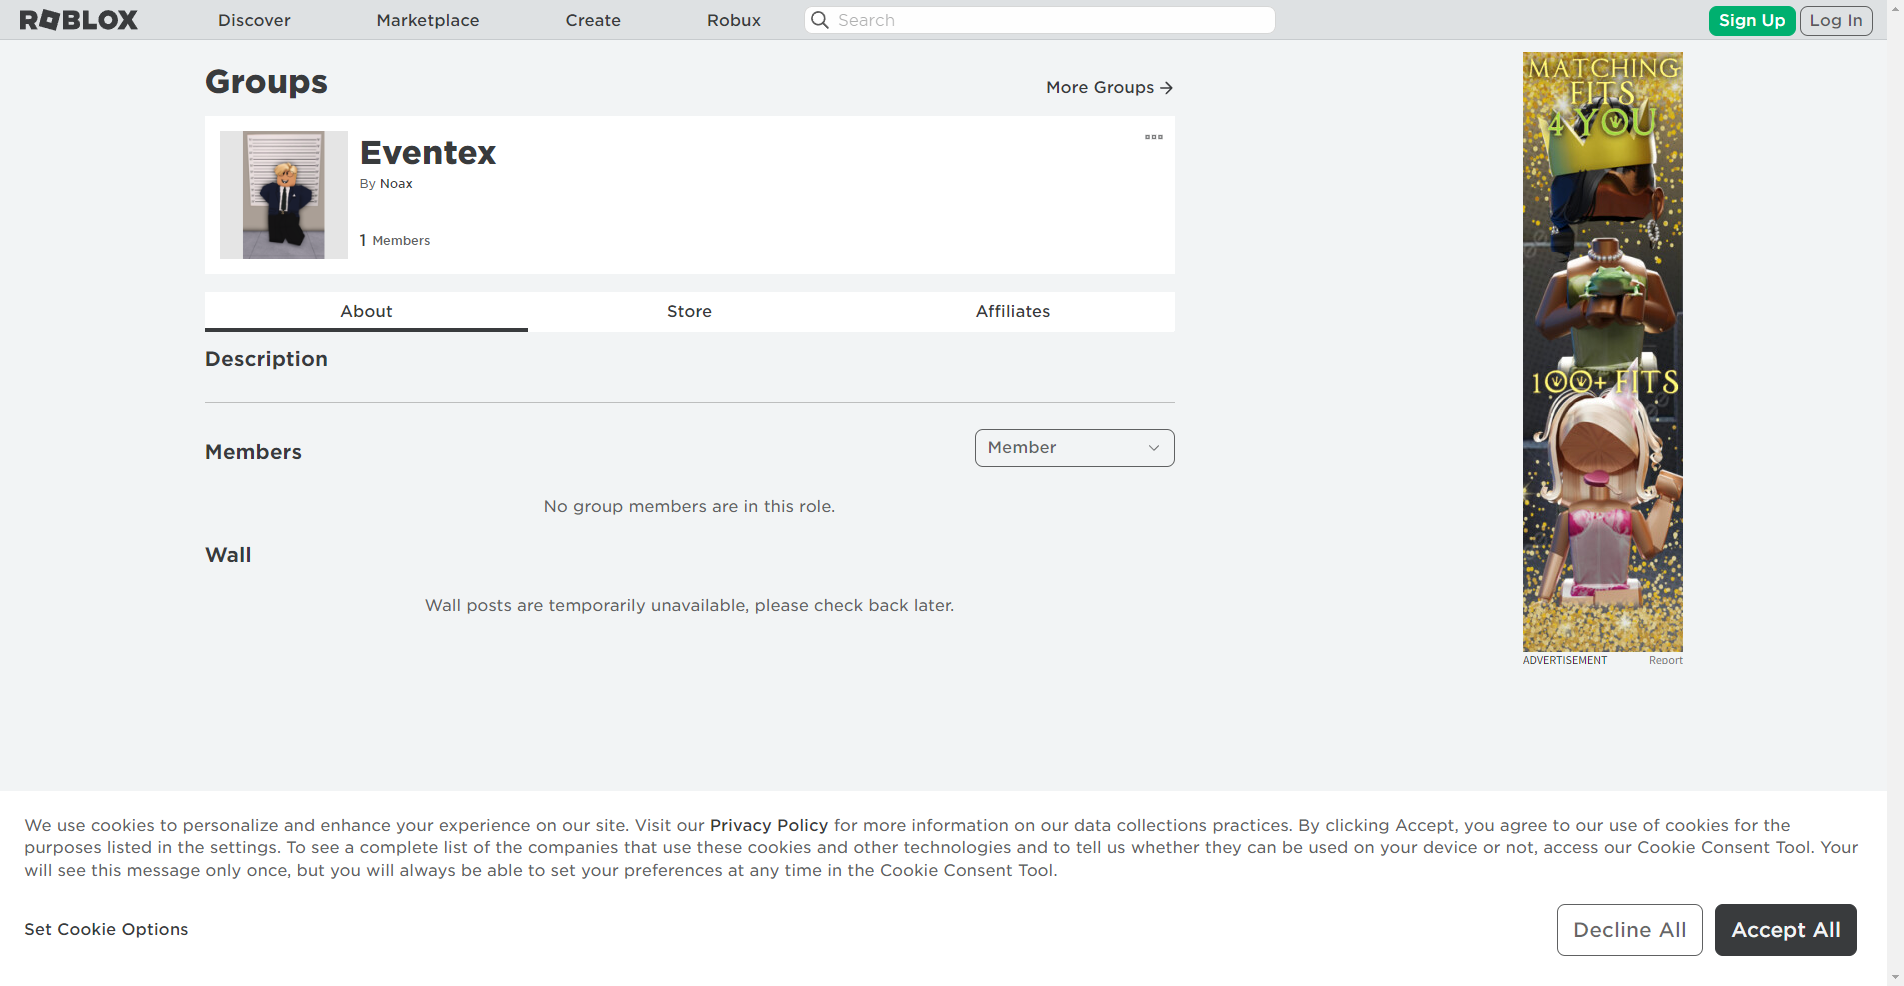 ROBLOX
Discover
Marketplace
Create
Robux
Search
Sign Up
Log In
Groups
More Groups
Eventex
By Noax
1 Members
About
Store
Affiliates
Description
Members
Member
No group members are in this role.
Wall
Wall posts are temporarily unavailable, please check back later.
MATCHING
FITS
4 YOU
100+ FITS
ADVERTISEMENT
Report
We use cookies to personalize and enhance your experience on our site. Visit our Privacy Policy for more information on our data collections practices. By clicking Accept, you agree to our use of cookies for the
purposes listed in the settings. To see a complete list of the companies that use these cookies and other technologies and to tell us whether they can be used on your device or not, access our Cookie Consent Tool. Your
will see this message only once, but you will always be able to set your preferences at any time in the Cookie Consent Tool.
Set Cookie Options
Decline All
Accept All